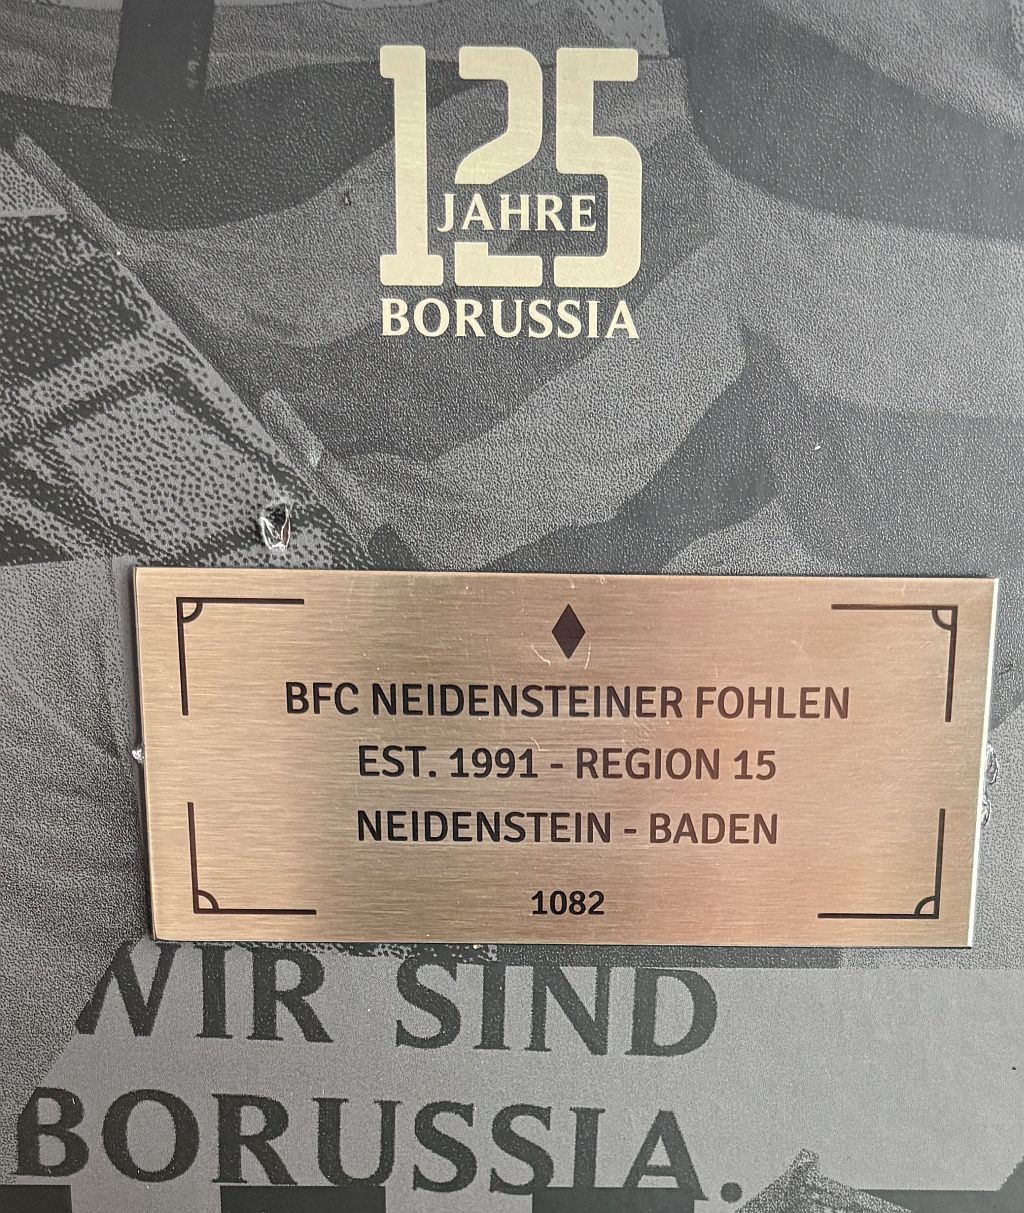 125
JAHRE
BORUSSIA
BFC NEIDENSTEINER FOHLEN
EST. 1991 - REGION 15
NEIDENSTEIN - BADEN
1082
WIR SIND
BORUSSIA.